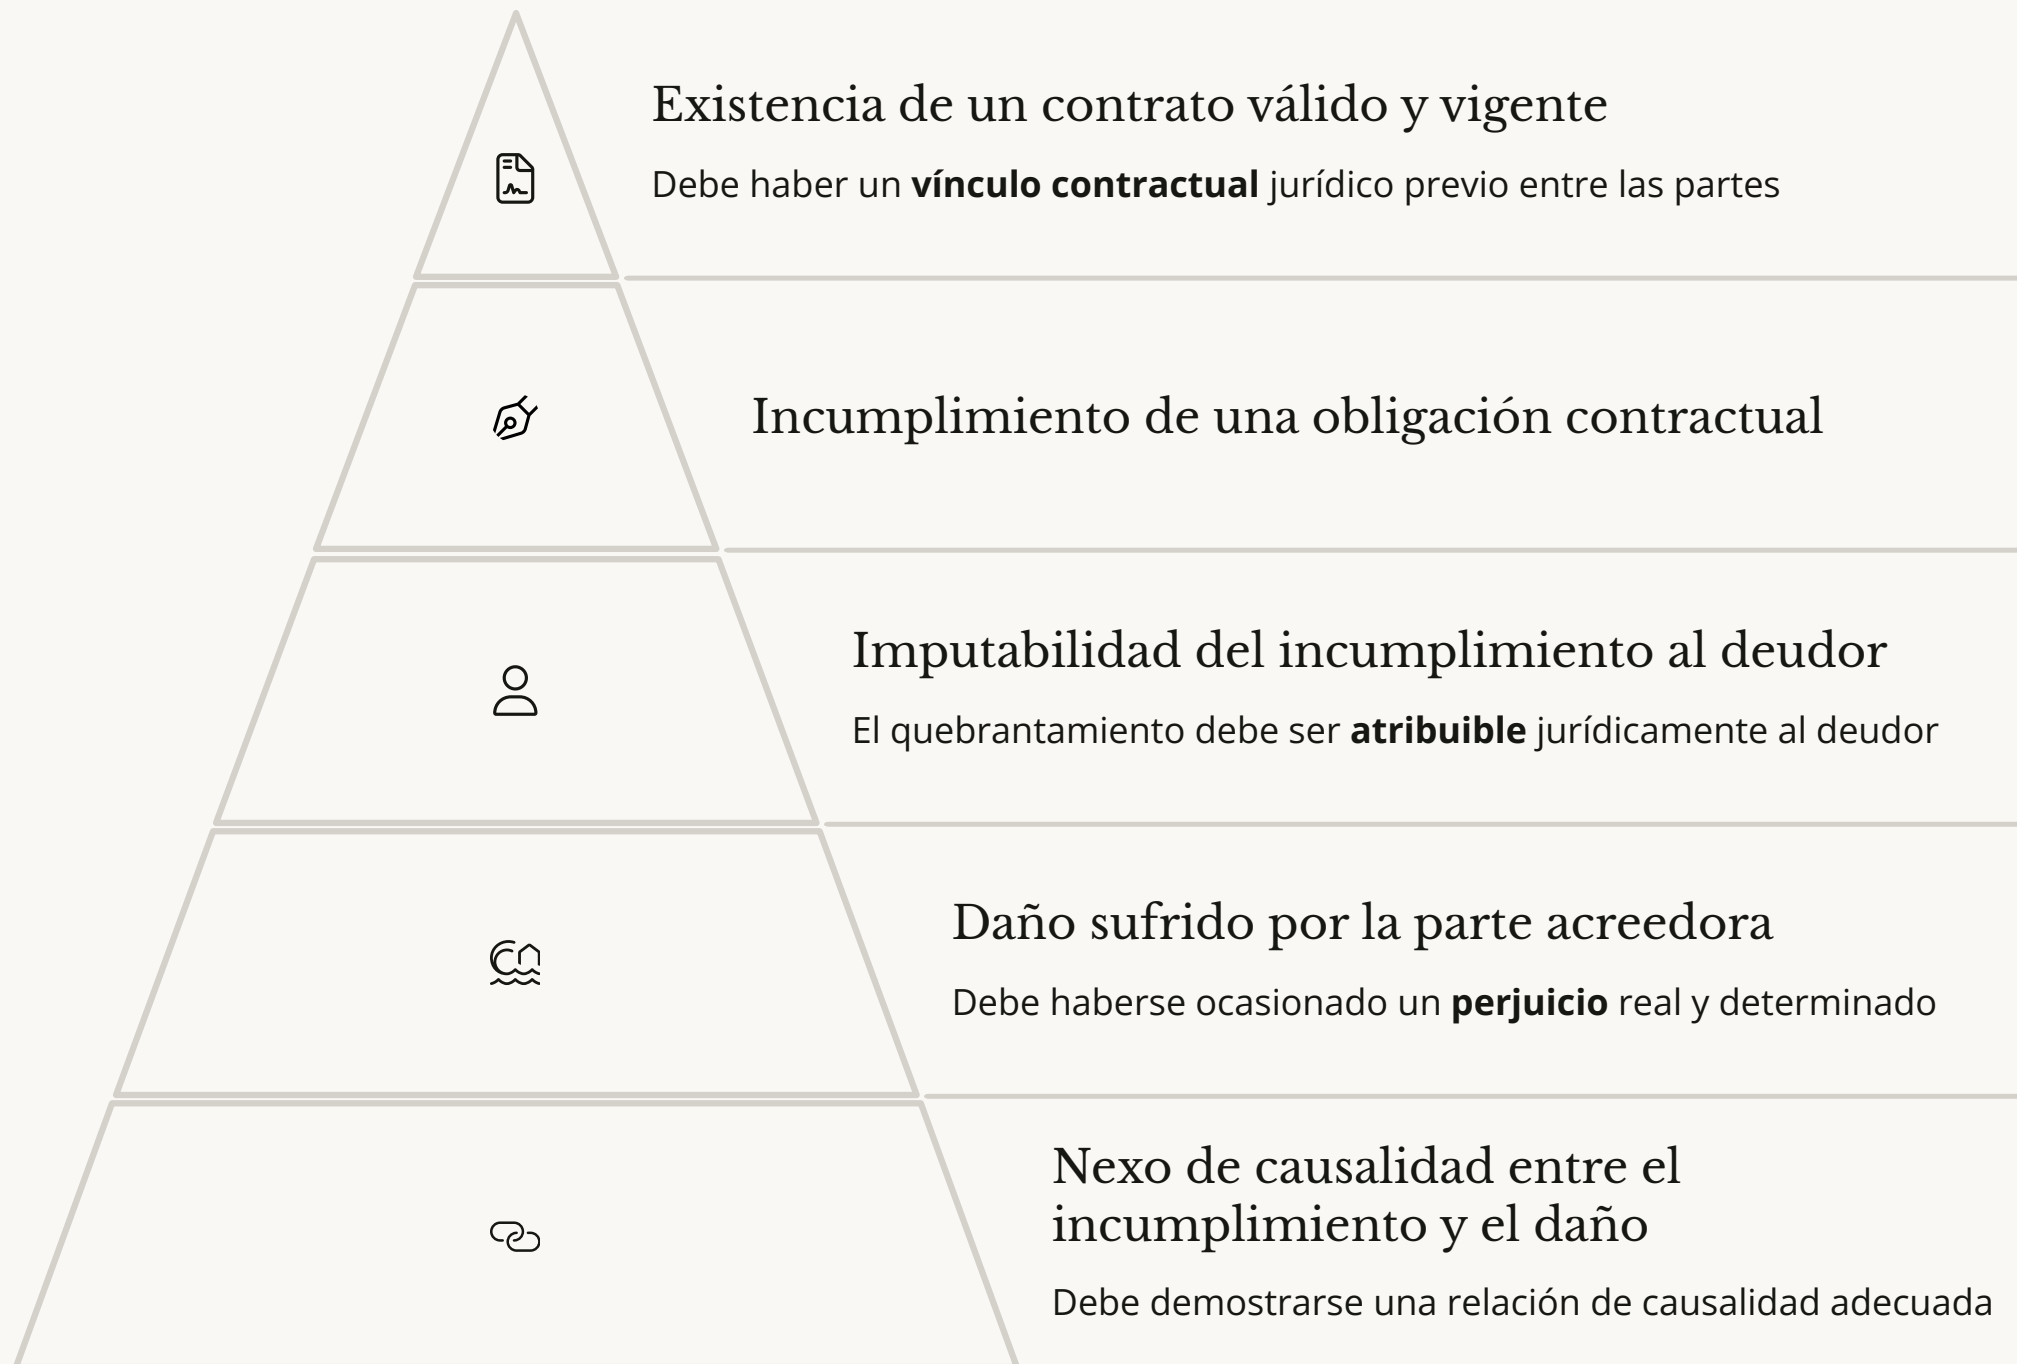 Existencia de un contrato válido y vigente
Debe haber un vínculo contractual jurídico previo entre las partes
Incumplimiento de una obligación contractual
Imputabilidad del incumplimiento al deudor
El quebrantamiento debe ser atribuible jurídicamente al deudor
Daño sufrido por la parte acreedora
Debe haberse ocasionado un perjuicio real y determinado
Nexo de causalidad entre el
incumplimiento y el daño
Debe demostrarse una relación de causalidad adecuada